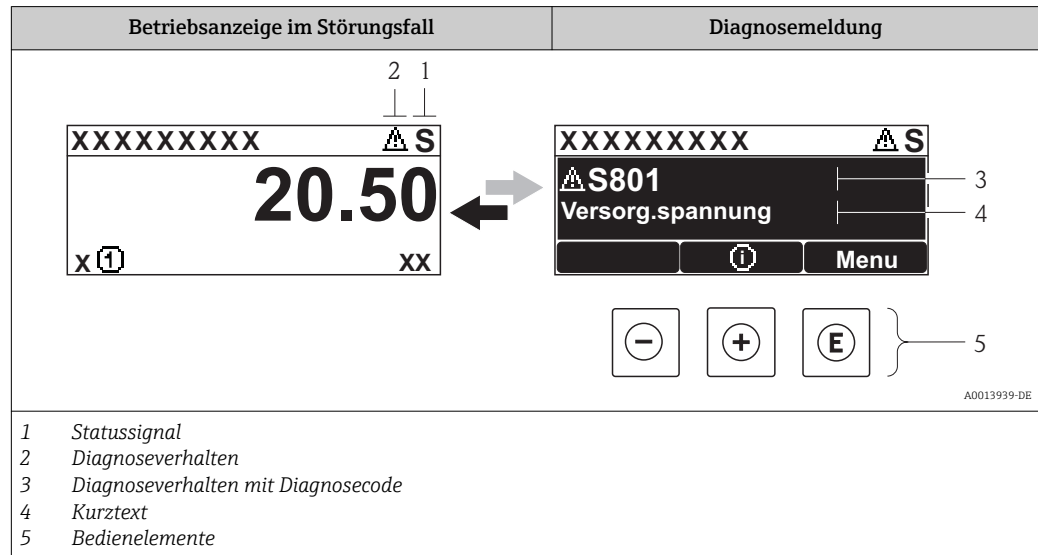 Betriebsanzeige im Störungsfall
Diagnosemeldung
2 1
XXXXXXXXX ⚠ S
20.50
x ① xx
XXXXXXXXX ⚠ S
⚠S801
Versorg.spannung
ⓘ Menu
3
4
− + E
5
A0013939-DE
1 Statussignal
2 Diagnoseverhalten
3 Diagnoseverhalten mit Diagnosecode
4 Kurztext
5 Bedienelemente